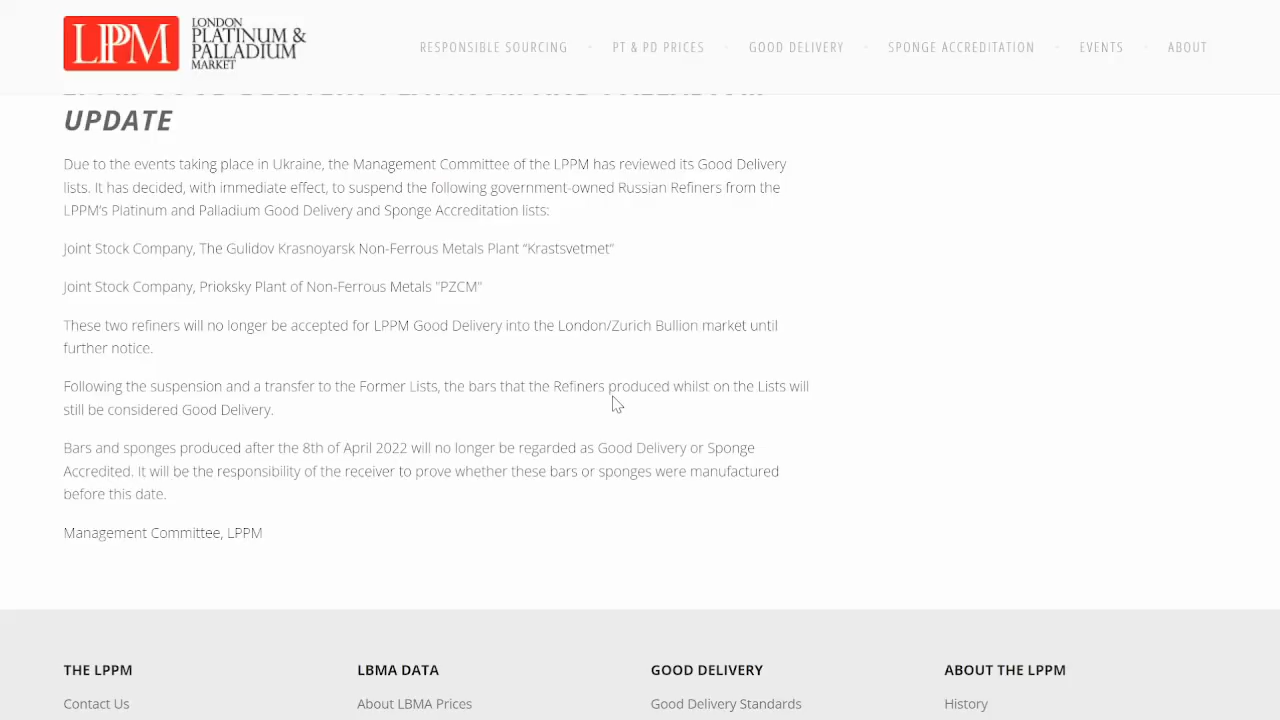 LPPM
LONDON
PLATINUM &
PALLADIUM
MARKET
RESPONSIBLE SOURCING
PT & PD PRICES
GOOD DELIVERY
SPONGE ACCREDITATION
EVENTS
ABOUT
UPDATE
Due to the events taking place in Ukraine, the Management Committee of the LPPM has reviewed its Good Delivery
lists. It has decided, with immediate effect, to suspend the following government-owned Russian Refiners from the
LPPM's Platinum and Palladium Good Delivery and Sponge Accreditation lists:
Joint Stock Company, The Gulidov Krasnoyarsk Non-Ferrous Metals Plant “Krastsvetmet”
Joint Stock Company, Prioksky Plant of Non-Ferrous Metals "PZCM"
These two refiners will no longer be accepted for LPPM Good Delivery into the London/Zurich Bullion market until
further notice.
Following the suspension and a transfer to the Former Lists, the bars that the Refiners produced whilst on the Lists will
still be considered Good Delivery.
Bars and sponges produced after the 8th of April 2022 will no longer be regarded as Good Delivery or Sponge
Accredited. It will be the responsibility of the receiver to prove whether these bars or sponges were manufactured
before this date.
Management Committee, LPPM
THE LPPM
LBMA DATA
GOOD DELIVERY
ABOUT THE LPPM
Contact Us
About LBMA Prices
Good Delivery Standards
History